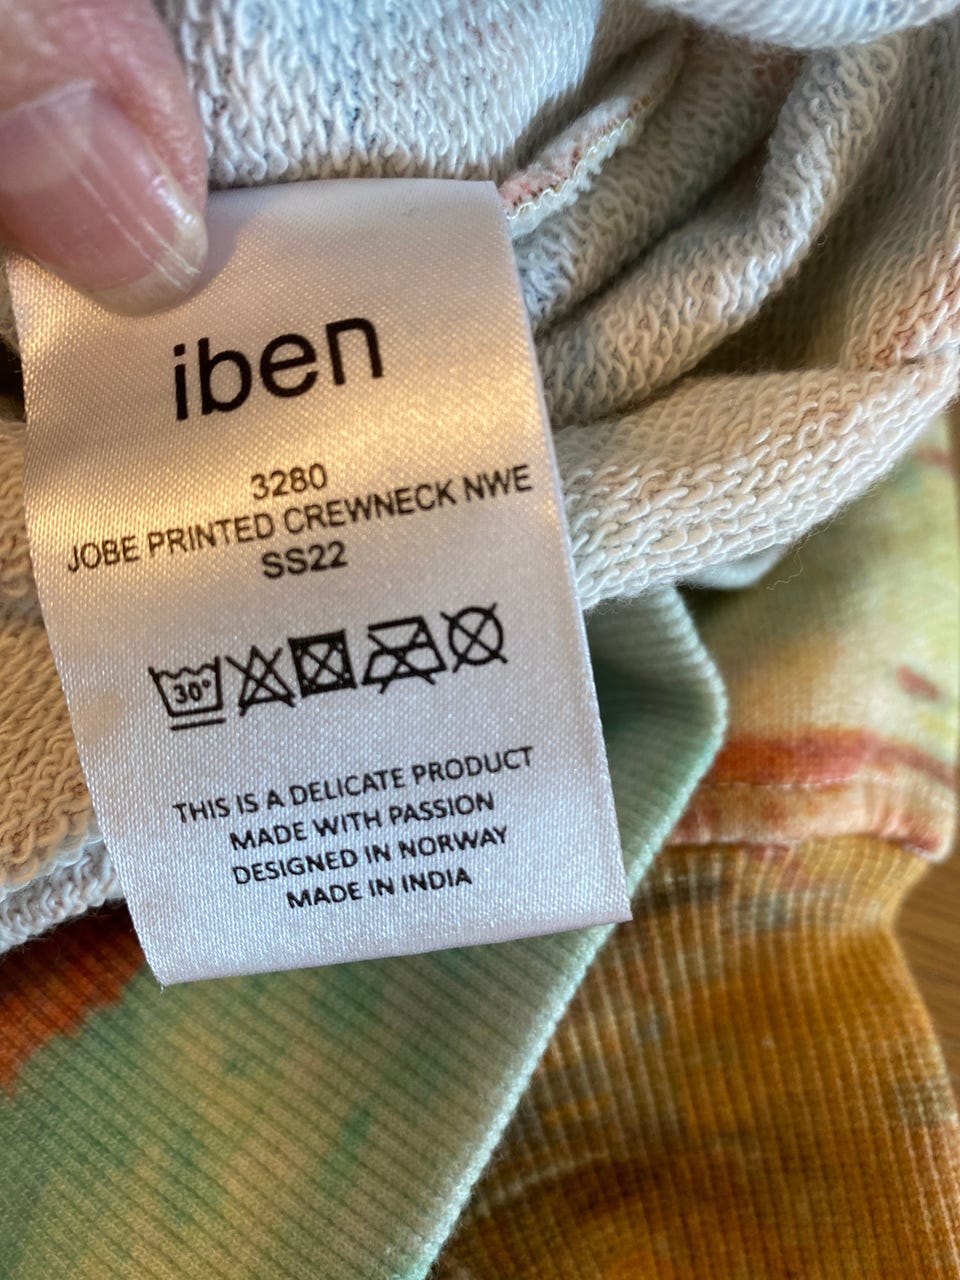 iben
3280
JOBE PRINTED CREWNECK NWE
SS22
30°
THIS IS A DELICATE PRODUCT
MADE WITH PASSION
DESIGNED IN NORWAY
MADE IN INDIA